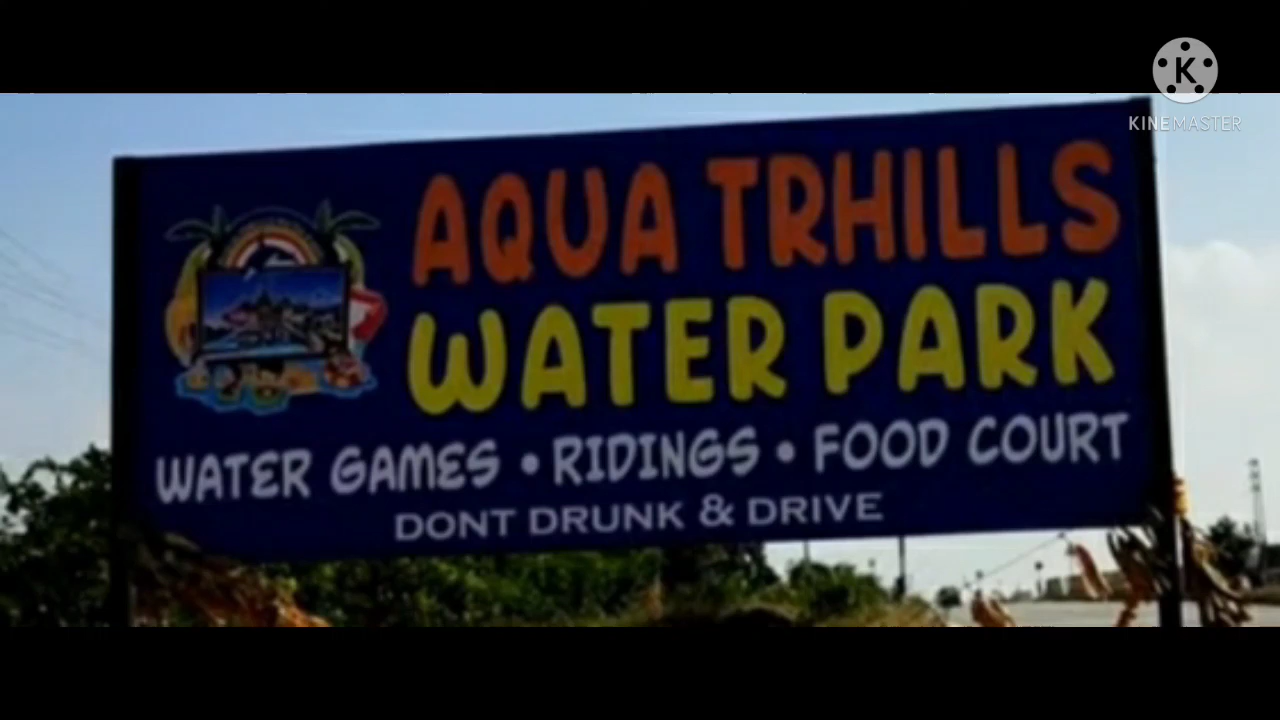 K
KINEMASTER
AQUA TRHILLS
WATER PARK
WATER GAMES • RIDINGS • FOOD COURT
DONT DRUNK & DRIVE